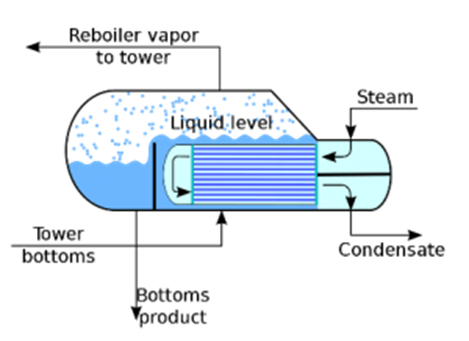 Reboiler vapor
to tower
Steam
Liquid level
Tower
bottoms
Condensate
Bottoms
product